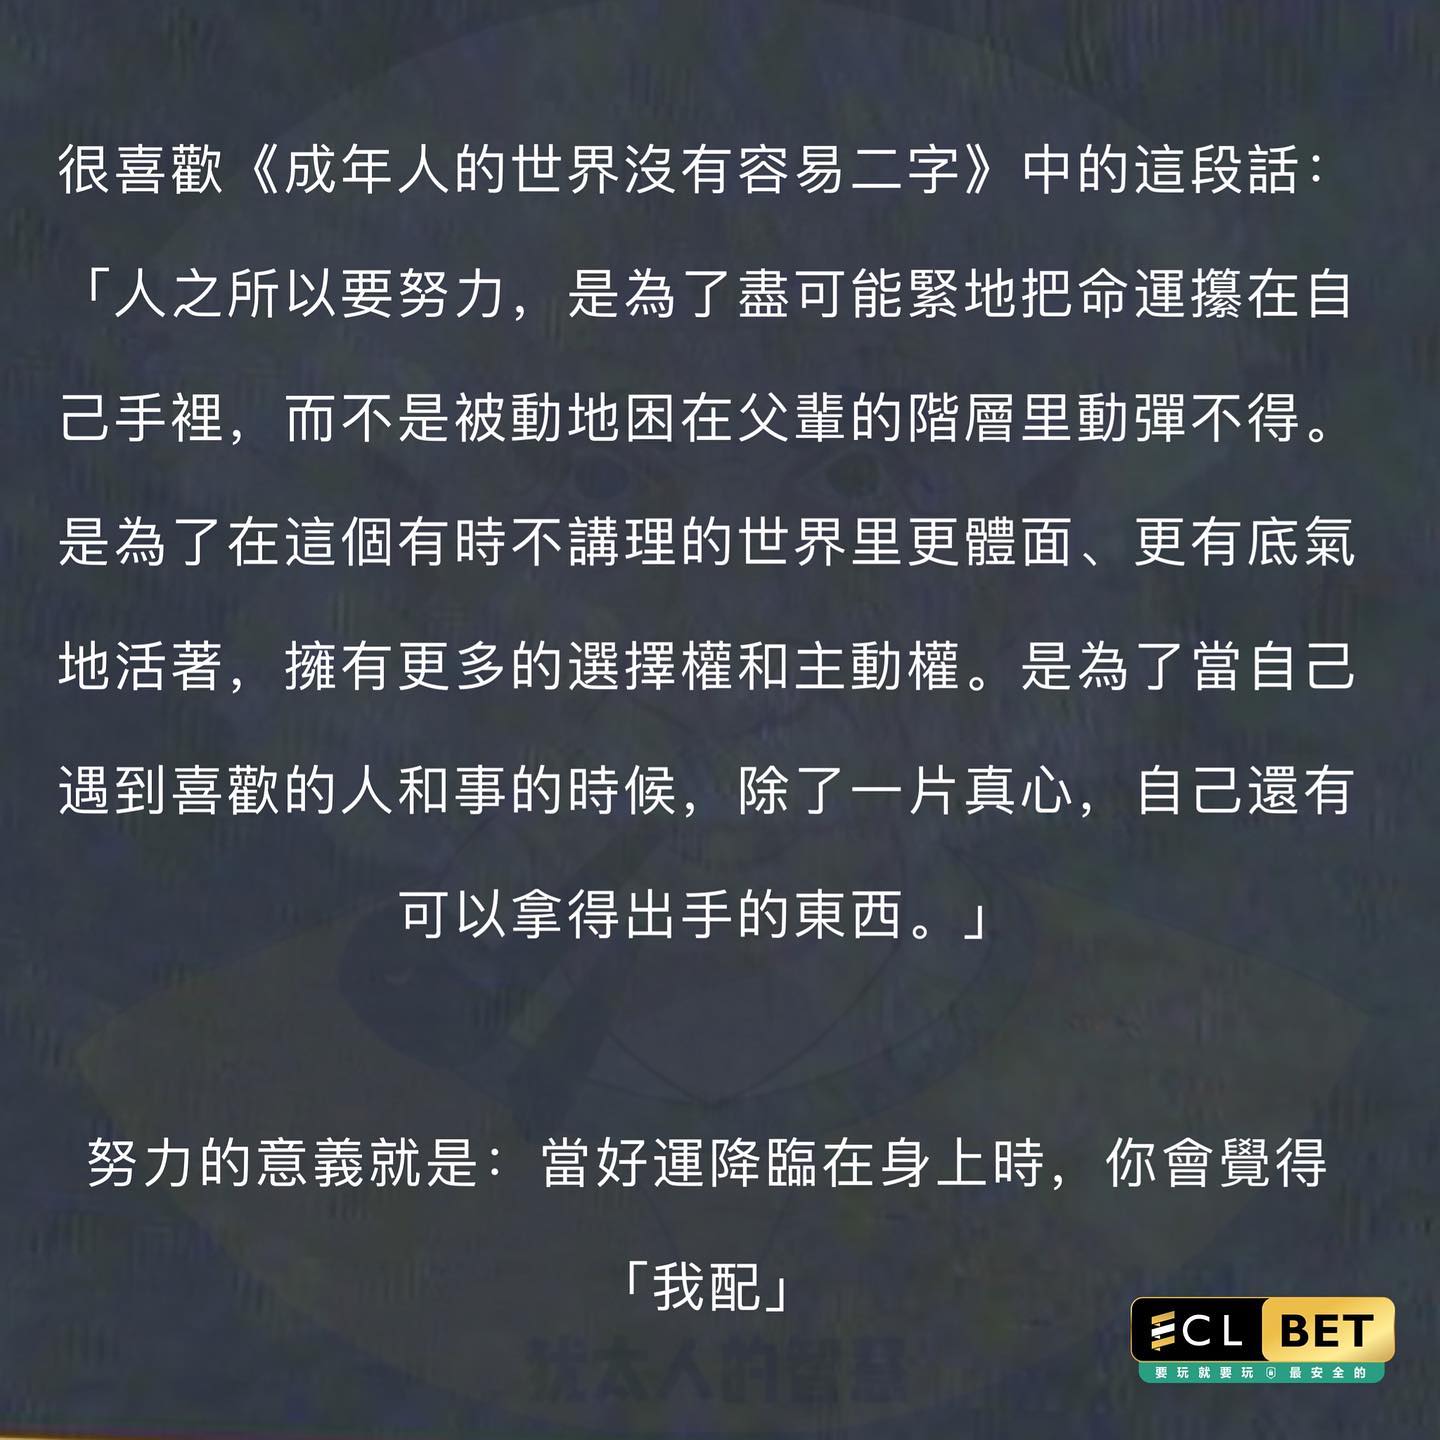 很喜歡《成年人的世界沒有容易二字》中的這段話：
「人之所以要努力，是為了盡可能緊地把命運攥在自
己手裡，而不是被動地困在父輩的階層里動彈不得。
是為了在這個有時不講理的世界里更體面、更有底氣
地活著，擁有更多的選擇權和主動權。是為了當自己
遇到喜歡的人和事的時候，除了一片真心，自己還有
可以拿得出手的東西。」
努力的意義就是：當好運降臨在身上時，你會覺得
「我配」
ECL BET
要玩就要玩 最安全的